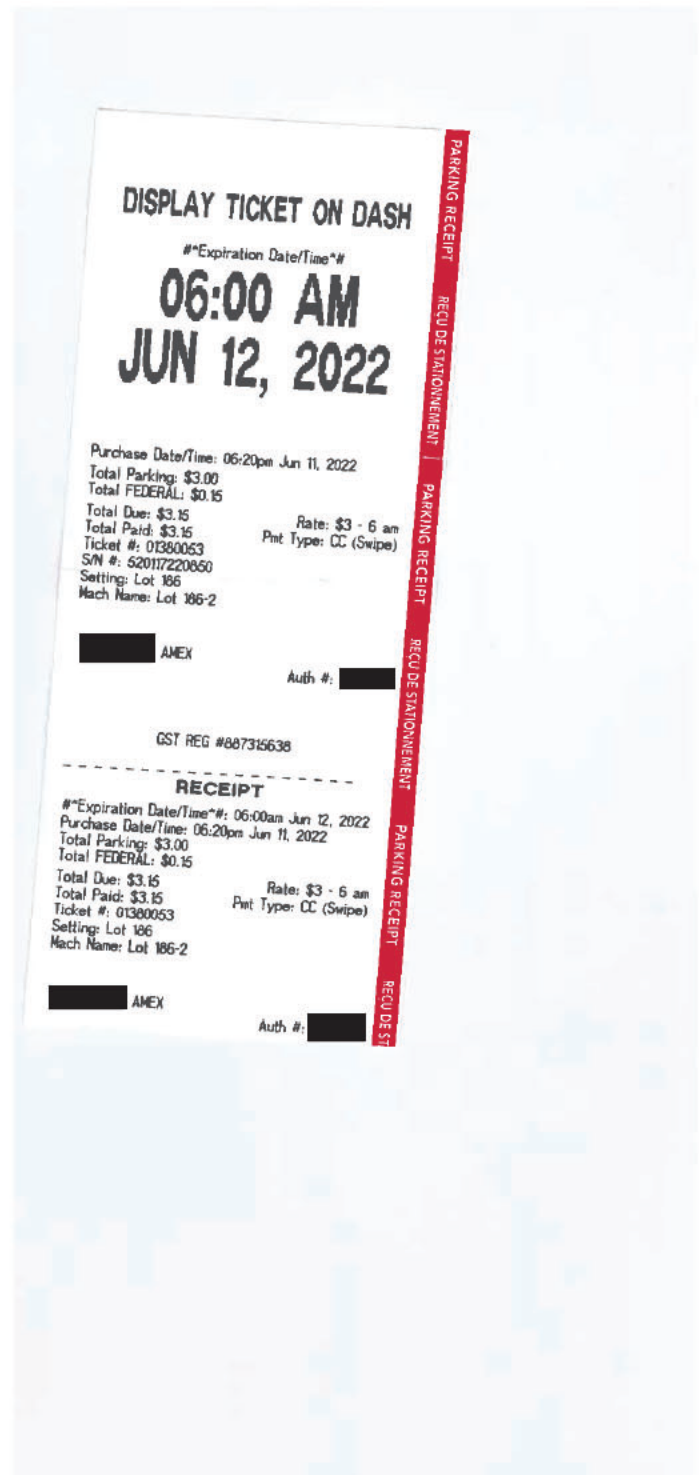 DISPLAY TICKET ON DASH
#*Expiration Date/Time*#
06:00 AM
JUN 12, 2022
Purchase Date/Time: 06:20pm Jun 11, 2022
Total Parking: $3.00
Total FEDERAL: $0.15
Total Due: $3.15
Rate: $3 - 6 am
Total Paid: $3.15
Pmt Type: CC (Swipe)
Ticket #: 01380053
S/N #: 520117220850
Setting: Lot 186
Mach Name: Lot 186-2
AMEX
Auth #:
GST REG #887315638
RECEIPT
#*Expiration Date/Time*#: 06:00am Jun 12, 2022
Purchase Date/Time: 06:20pm Jun 11, 2022
Total Parking: $3.00
Total FEDERAL: $0.15
Total Due: $3.15
Rate: $3 - 6 am
Total Paid: $3.15
Pmt Type: CC (Swipe)
Ticket #: 01380053
Setting: Lot 186
Mach Name: Lot 186-2
AMEX
Auth #:
PARKING RECEIPT
REÇU DE STATIONNEMENT
PARKING RECEIPT
REÇU DE STATIONNEMENT
PARKING RECEIPT
REÇU DE ST